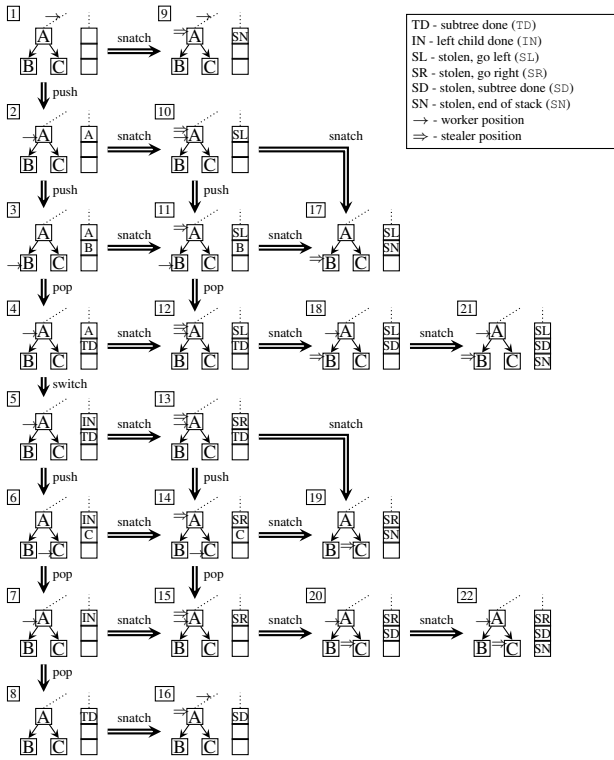 1
A
B C
snatch
9
A
B C
SN
TD - subtree done (TD)
IN - left child done (IN)
SL - stolen, go left (SL)
SR - stolen, go right (SR)
SD - stolen, subtree done (SD)
SN - stolen, end of stack (SN)
→ - worker position
⇒ - stealer position
push
2
A
B C
A
snatch
10
A
B C
SL
snatch
push
push
3
A
B C
A
B
snatch
11
A
B C
SL
B
snatch
17
A
B C
SL
SN
pop
pop
4
A
B C
A
TD
snatch
12
A
B C
SL
TD
snatch
18
A
B C
SL
SD
snatch
21
A
B C
SL
SD
SN
switch
5
A
B C
IN
TD
snatch
13
A
B C
SR
TD
snatch
push
push
6
A
B C
IN
C
snatch
14
A
B C
SR
C
snatch
19
A
B C
SR
SN
pop
pop
7
A
B C
IN
snatch
15
A
B C
SR
snatch
20
A
B C
SR
SD
snatch
22
A
B C
SR
SD
SN
pop
8
A
B C
TD
snatch
16
A
B C
SD